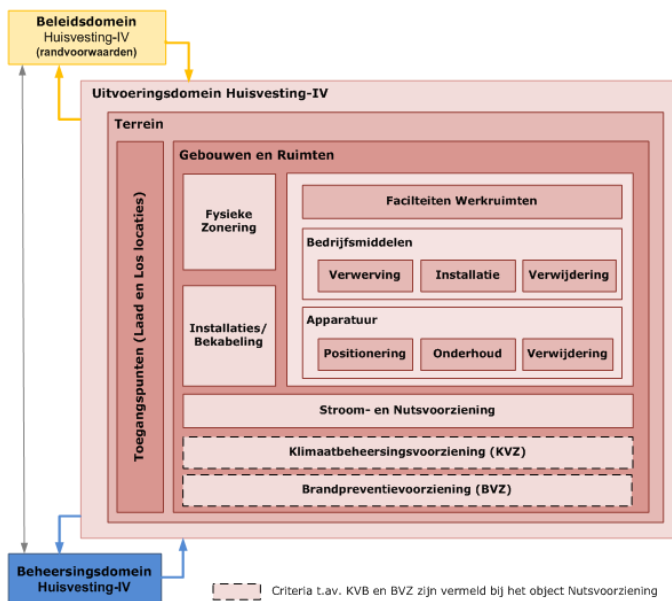 Beleidsdomein
Huisvesting-IV
(randvoorwaarden)
Uitvoeringsdomein Huisvesting-IV
Terrein
Toegangspunten (Laad en Los locaties)
Gebouwen en Ruimten
Fysieke
Zonering
Installaties/
Bekabeling
Faciliteiten Werkruimten
Bedrijfsmiddelen
Verwerving
Installatie
Verwijdering
Apparatuur
Positionering
Onderhoud
Verwijdering
Stroom- en Nutsvoorziening
Klimaatbeheersingsvoorziening (KVZ)
Brandpreventievoorziening (BVZ)
Beheersingsdomein
Huisvesting-IV
Criteria t.av. KVB en BVZ zijn vermeld bij het object Nutsvoorziening